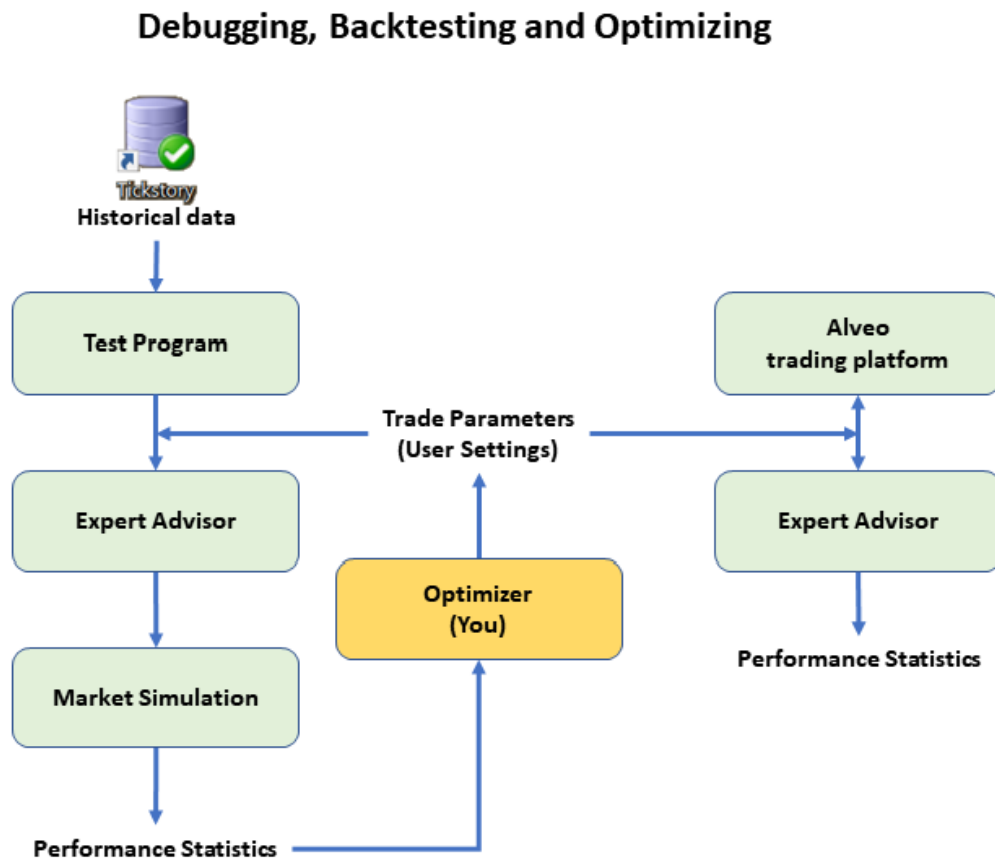 Debugging, Backtesting and Optimizing
Tickstory
Historical data
Test Program
Alveo
trading platform
Trade Parameters
(User Settings)
Expert Advisor
Expert Advisor
Optimizer
(You)
Market Simulation
Performance Statistics
Performance Statistics